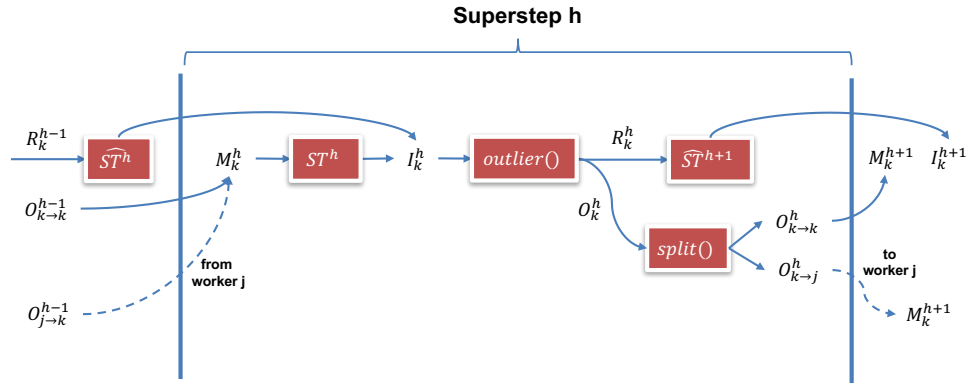 Superstep h
R_k^{h-1}
\widehat{ST}^h
M_k^h
ST^h
I_k^h
outlier()
R_k^h
\widehat{ST}^{h+1}
M_k^{h+1}
I_k^{h+1}
O_{k→k}^{h-1}
O_k^h
split()
O_{k→k}^h
O_{k→j}^h
from
worker j
to
worker j
O_{j→k}^{h-1}
M_k^{h+1}